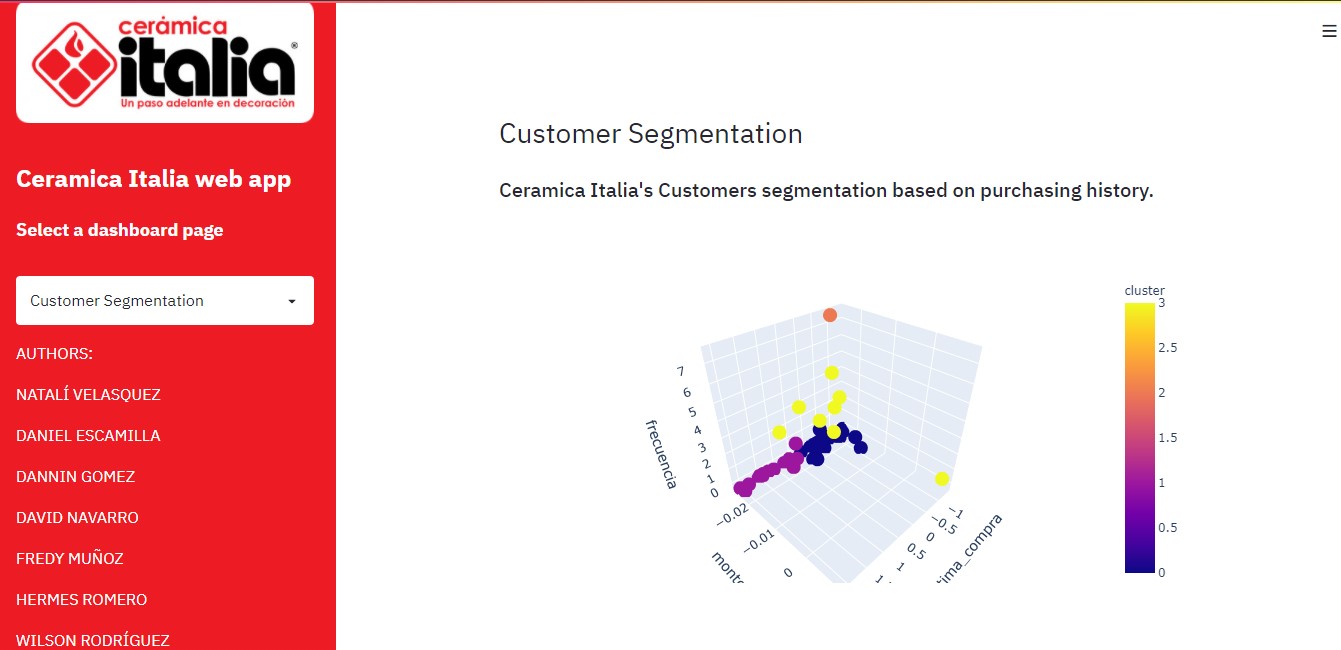 cerámica
italia®
Un paso adelante en decoración
Ceramica Italia web app
Select a dashboard page
Customer Segmentation
AUTHORS:
NATALÍ VELASQUEZ
DANIEL ESCAMILLA
DANNIN GOMEZ
DAVID NAVARRO
FREDY MUÑOZ
HERMES ROMERO
WILSON RODRÍGUEZ
Customer Segmentation
Ceramica Italia's Customers segmentation based on purchasing history.
7
6
5
4
3
2
1
0
frecuencia
−0.02
−0.01
0
−1
−0.5
0
0.5
1
cluster
3
2.5
2
1.5
1
0.5
0